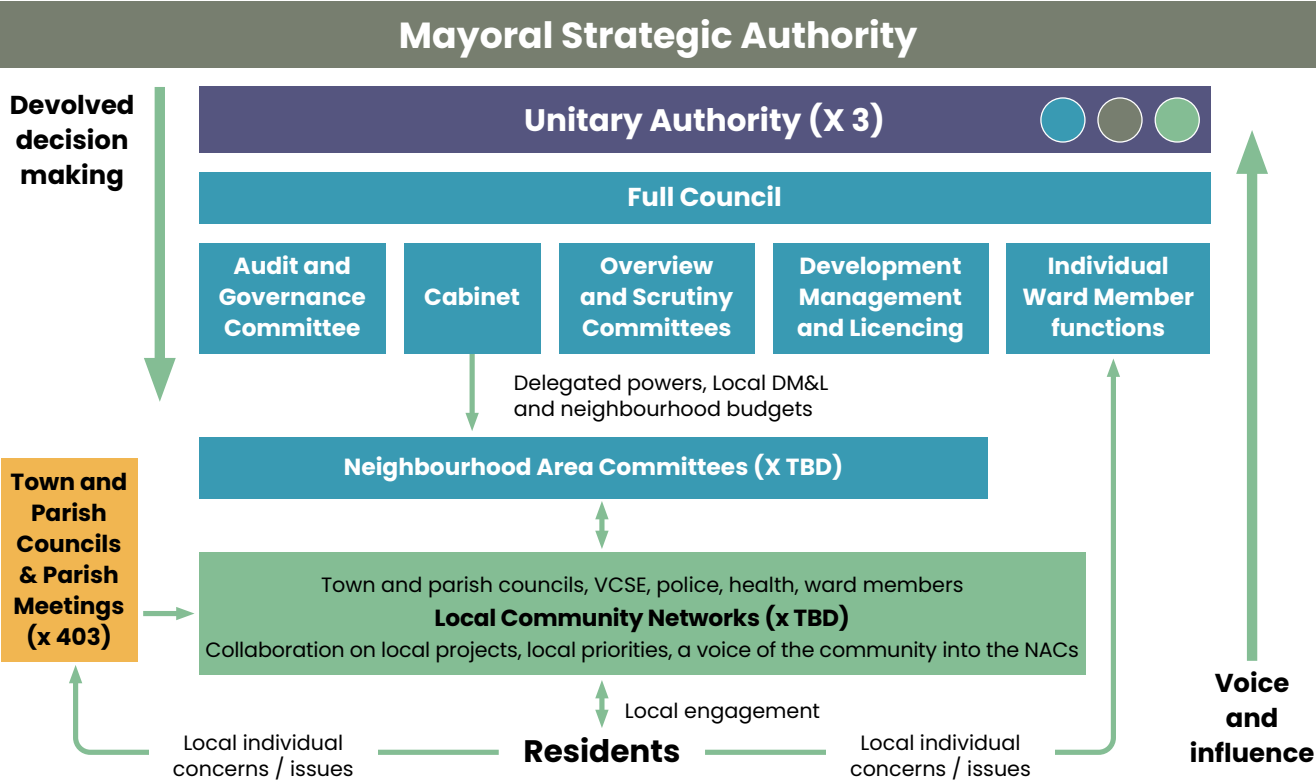 Mayoral Strategic Authority
Devolved
decision
making
Unitary Authority (X 3)
Full Council
Audit and
Governance
Committee
Cabinet
Overview
and Scrutiny
Committees
Development
Management
and Licencing
Individual
Ward Member
functions
Delegated powers, Local DM&L
and neighbourhood budgets
Neighbourhood Area Committees (X TBD)
Town and
Parish
Councils
& Parish
Meetings
(x 403)
Town and parish councils, VCSE, police, health, ward members
Local Community Networks (x TBD)
Collaboration on local projects, local priorities, a voice of the community into the NACs
Voice
and
influence
Local engagement
Local individual
concerns / issues
Residents
Local individual
concerns / issues